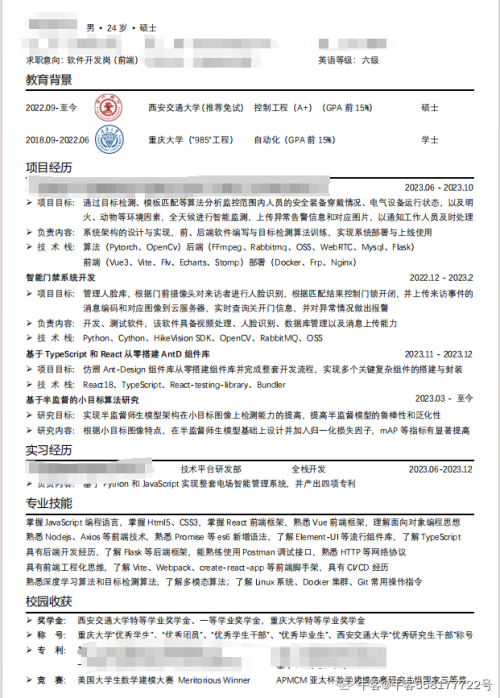 男 • 24 岁 • 硕士
求职意向: 软件开发岗 (前端)
英语等级: 六级
教育背景
2022.09-至今 西安交通大学(推荐免试) 控制工程（A+）（GPA 前 15%） 硕士
2018.09-2022.06 重庆大学（"985"工程） 自动化（GPA 前 15%） 学士
项目经历
2023.06 - 2023.10
➢ 项目目标: 通过目标检测、模板匹配等算法分析监控范围内人员的安全装备穿戴情况、电气设备运行状态，以及明
火、动物等环境因素，全天候进行智能监测，上传异常告警信息和对应图片，以通知工作人员及时处理
➢ 负责内容: 系统架构的设计与实现，前、后端软件编写与目标检测算法训练，实现系统部署与上线使用
➢ 技 术 栈: 算法（Pytorch、OpenCv）后端（FFmpeg、Rabbitmq、OSS、WebRTC、Mysql、Flask）
前端（Vue3、Vite、Flv、Echarts、Stomp）部署（Docker、Frp、Nginx）
智能门禁系统开发 2022.12 - 2023.2
➢ 项目目标: 管理人脸库，根据门前摄像头对来访者进行人脸识别，根据匹配结果控制门锁开闭，并上传来访事件的
消息编码和对应图像到云服务器，实时查询关开门信息，并对异常情况做出报警
➢ 负责内容: 开发、测试软件，该软件具备视频处理、人脸识别、数据库管理以及消息上传能力
➢ 技 术 栈: Python、Cython、HikeVision SDK、OpenCV、RabbitMQ、OSS
基于 TypeScript 和 React 从零搭建 AntD 组件库 2023.11 - 2023.12
➢ 项目目标: 仿照 Ant-Design 组件库从零搭建组件库并完成整套开发流程，实现多个关键复杂组件的搭建与封装
➢ 技 术 栈: React18、TypeScript、React-testing-library、Bundler
基于半监督的小目标算法研究 2023.03 - 至今
➢ 研究目标: 实现半监督师生模型架构在小目标图像上检测能力的提高，提高半监督模型的鲁棒性和泛化性
➢ 研究内容: 根据小目标图像特点，在半监督师生模型基础上设计并加入归一化损失因子，mAP 等指标有显著提高
实习经历
技术平台研发部 全栈开发 2023.06-2023.12
➢ 负责内容: 基于 Python 和 JavaScript 实现整套电场智能管理系统，并产出四项专利
专业技能
掌握 JavaScript 编程语言，掌握 Html5、CSS3，掌握 React 前端框架，熟悉 Vue 前端框架，理解面向对象编程思想
熟悉 Nodejs、Axios 等前端技术，熟悉 Promise 等 es6 新增语法，了解 Element-UI 等流行组件库，了解 TypeScript
具有后端开发经历，了解 Flask 等后端框架，能熟练使用 Postman 调试接口，熟悉 HTTP 等网络协议
具有前端工程化思维，了解 Vite、Webpack、create-react-app 等前端脚手架，具有 CI/CD 经历
熟悉深度学习算法和目标检测算法，了解多模态算法；了解 Linux 系统、Docker 集群、Git 常用操作指令
校园收获
➢ 奖学金: 西安交通大学特等学业奖学金、一等学业奖学金，重庆大学特等学业奖学金
➢ 称 号: 重庆大学"优秀学生"、"优秀团员"、"优秀学生干部"、"优秀毕业生"、西安交通大学"优秀研究生干部"称号
➢ 专 利:
➢ 竞 赛: 美国大学生数学建模大赛 Meritorious Winner APMCM 亚太杯数学建模竞赛研究生组国家三等奖
牛客@牛客958177722号